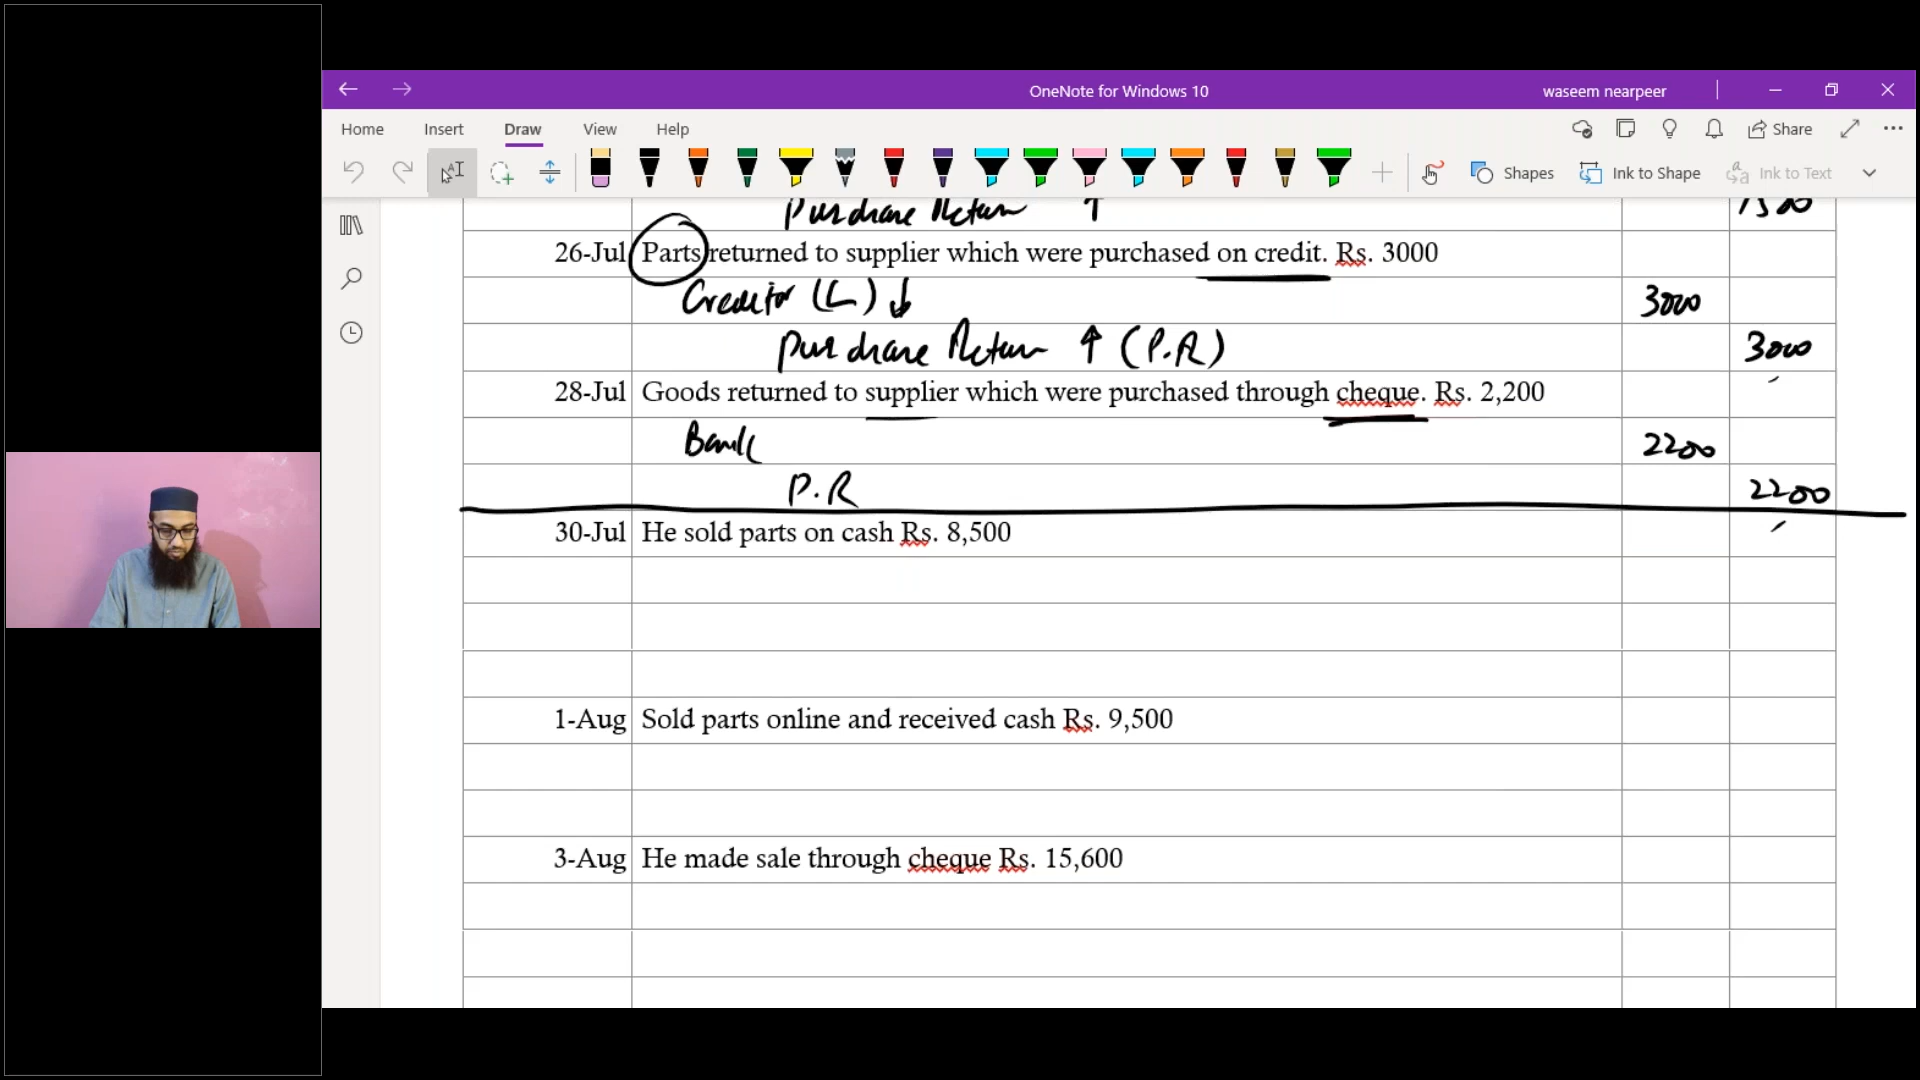 OneNote for Windows 10
waseem nearpeer
Home Insert Draw View Help
Share
Shapes Ink to Shape Ink to Text
Purchase Return ↑ 1500
26-Jul Parts returned to supplier which were purchased on credit. Rs. 3000
Creditor (L) ↓ 3000
Purchase Return ↑ (P.R) 3000
28-Jul Goods returned to supplier which were purchased through cheque. Rs. 2,200
Bank 2200
P.R 2200
30-Jul He sold parts on cash Rs. 8,500
1-Aug Sold parts online and received cash Rs. 9,500
3-Aug He made sale through cheque Rs. 15,600